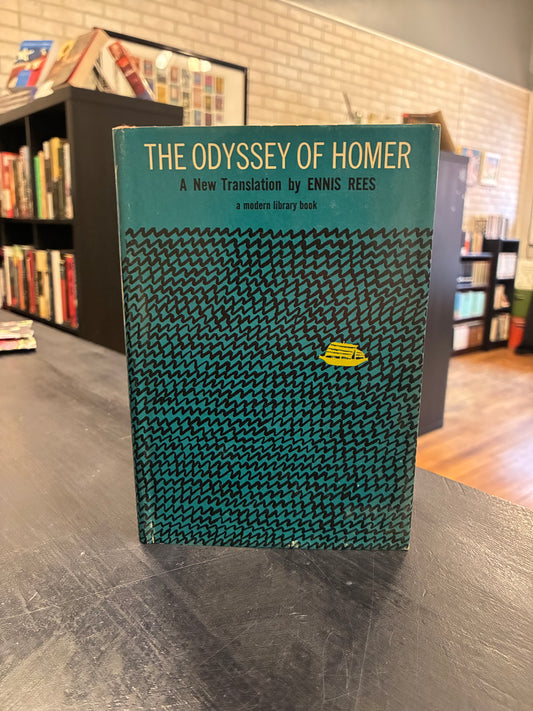 THE ODYSSEY OF HOMER
A New Translation by ENNIS REES
a modern library book